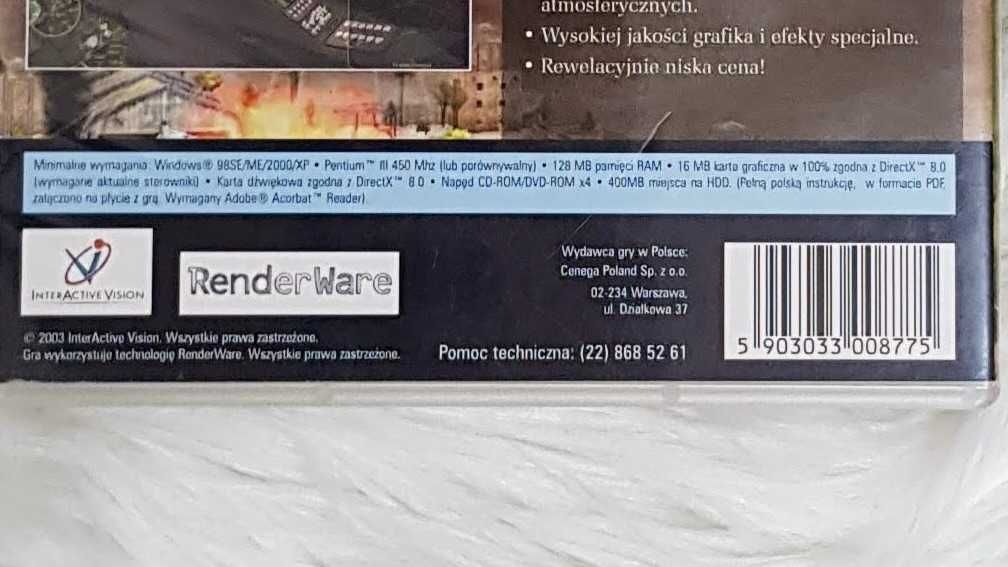 atmosferycznych.
• Wysokiej jakości grafika i efekty specjalne.
• Rewelacyjnie niska cena!
Minimalne wymagania: Windows® 98SE/ME/2000/XP • Pentium™ III 450 Mhz (lub porównywalny) • 128 MB pamięci RAM • 16 MB karta graficzna w 100% zgodna z DirectX™ 8.0
(wymagane aktualne sterowniki) • Karta dźwiękowa zgodna z DirectX™ 8.0 • Napęd CD-ROM/DVD-ROM x4 • 400MB miejsca na HDD. (Pełną polską instrukcję, w formacie PDF,
załączono na płycie z grą. Wymagany Adobe® Acorbat™ Reader).
INTERACTIVE VISION
RenderWare
Wydawca gry w Polsce:
Cenega Poland Sp. z o.o.
02-234 Warszawa,
ul. Działkowa 37
© 2003 InterActive Vision. Wszystkie prawa zastrzeżone.
Gra wykorzystuje technologię RenderWare. Wszystkie prawa zastrzeżone.
Pomoc techniczna: (22) 868 52 61
5 903033 008775